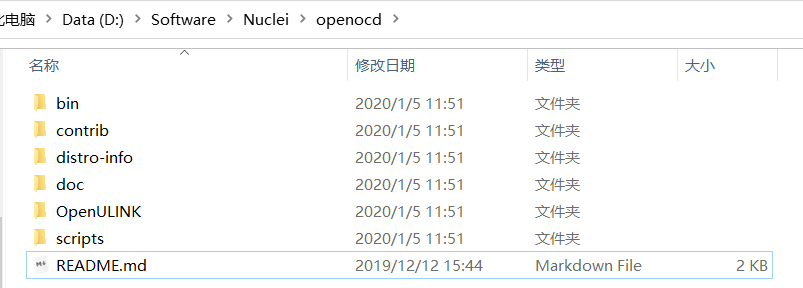 电脑 > Data (D:) > Software > Nuclei > openocd >
名称 修改日期 类型 大小
bin 2020/1/5 11:51 文件夹
contrib 2020/1/5 11:51 文件夹
distro-info 2020/1/5 11:51 文件夹
doc 2020/1/5 11:51 文件夹
OpenULINK 2020/1/5 11:51 文件夹
scripts 2020/1/5 11:51 文件夹
README.md 2019/12/12 15:44 Markdown File 2 KB